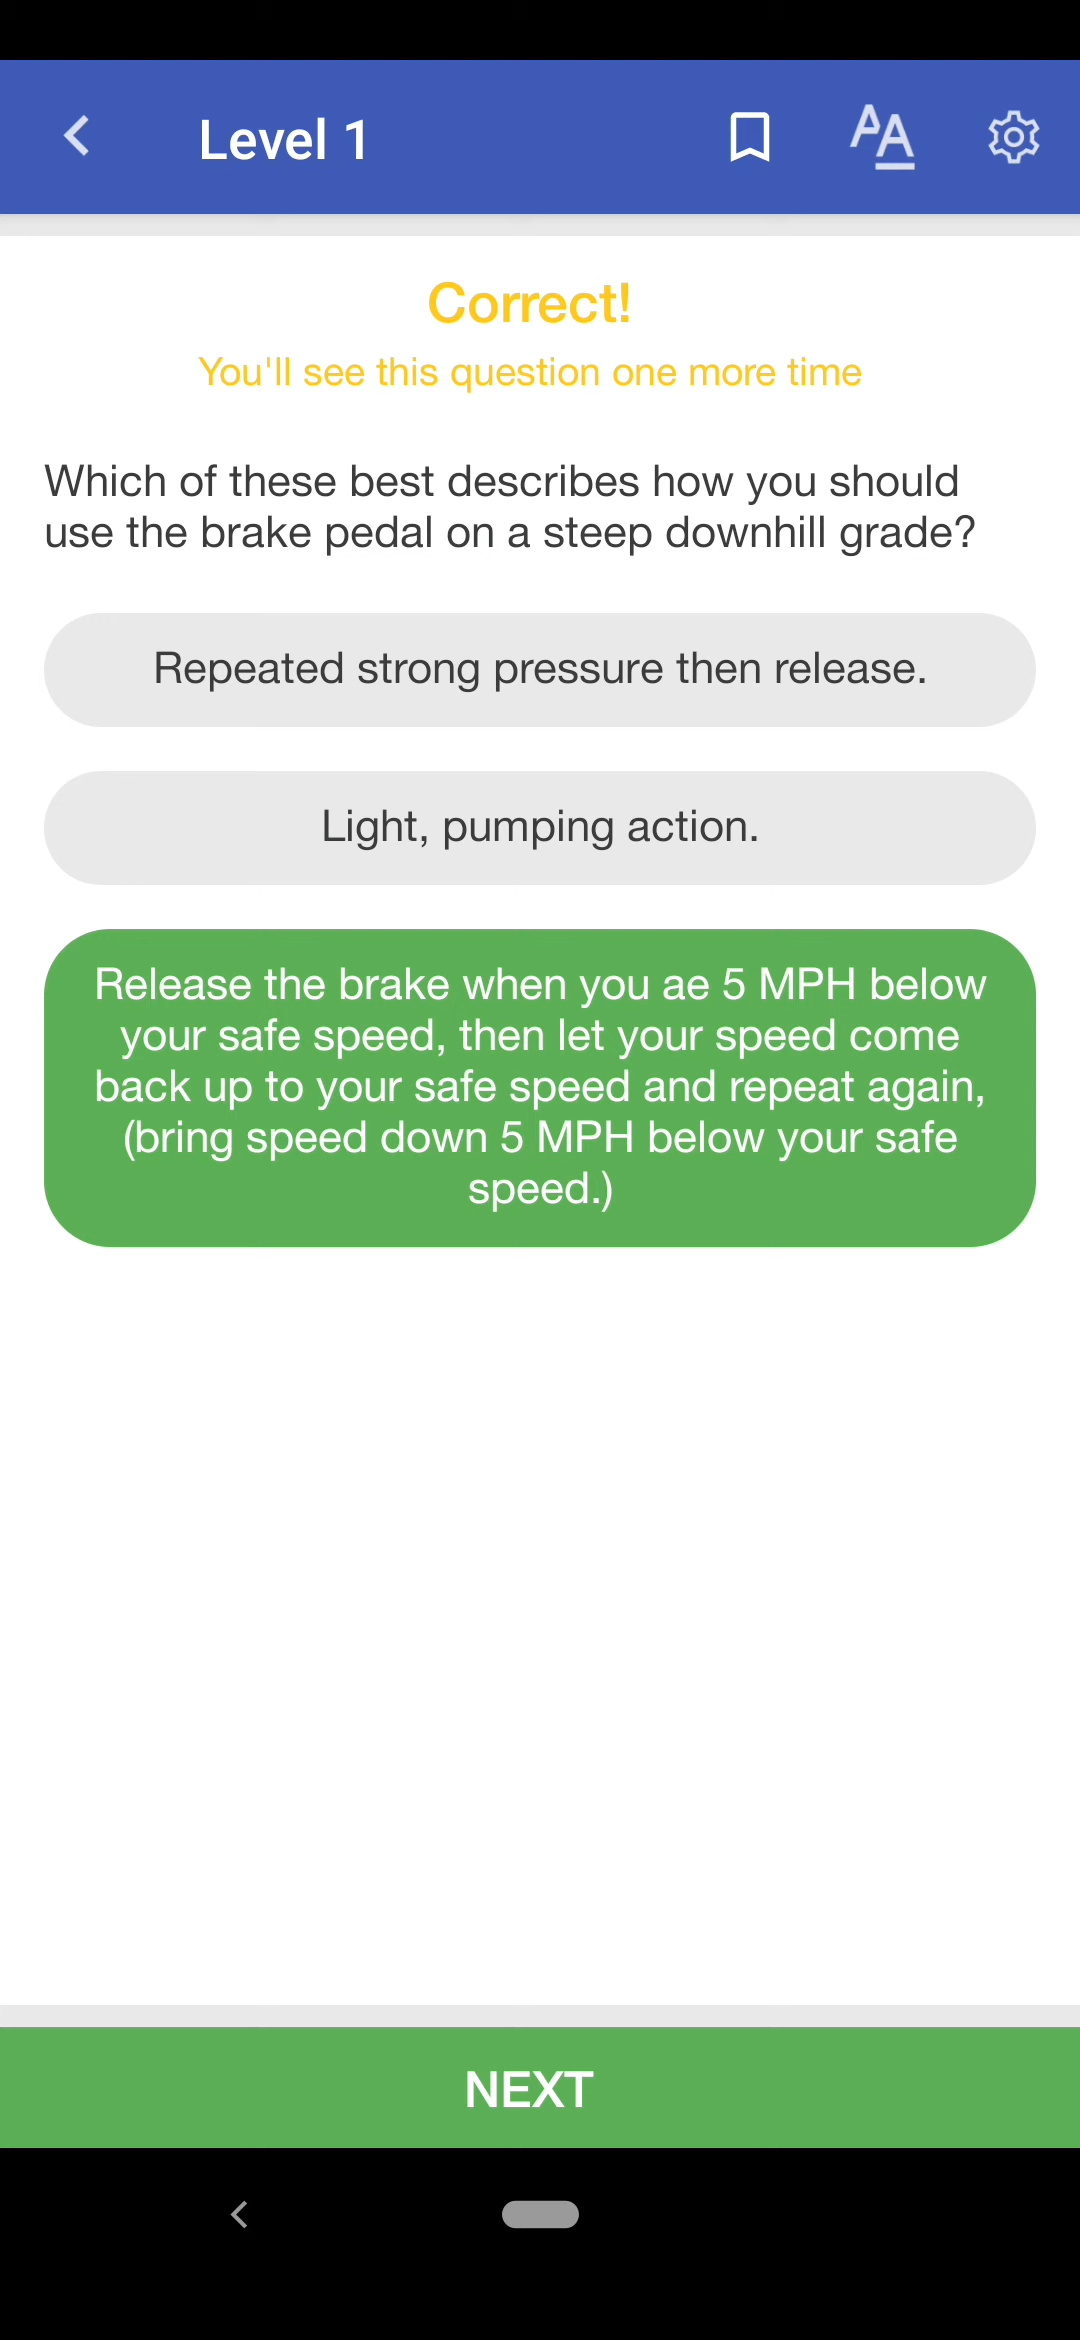 Level 1
Correct!
You'll see this question one more time
Which of these best describes how you should
use the brake pedal on a steep downhill grade?
Repeated strong pressure then release.
Light, pumping action.
Release the brake when you ae 5 MPH below
your safe speed, then let your speed come
back up to your safe speed and repeat again,
(bring speed down 5 MPH below your safe
speed.)
NEXT